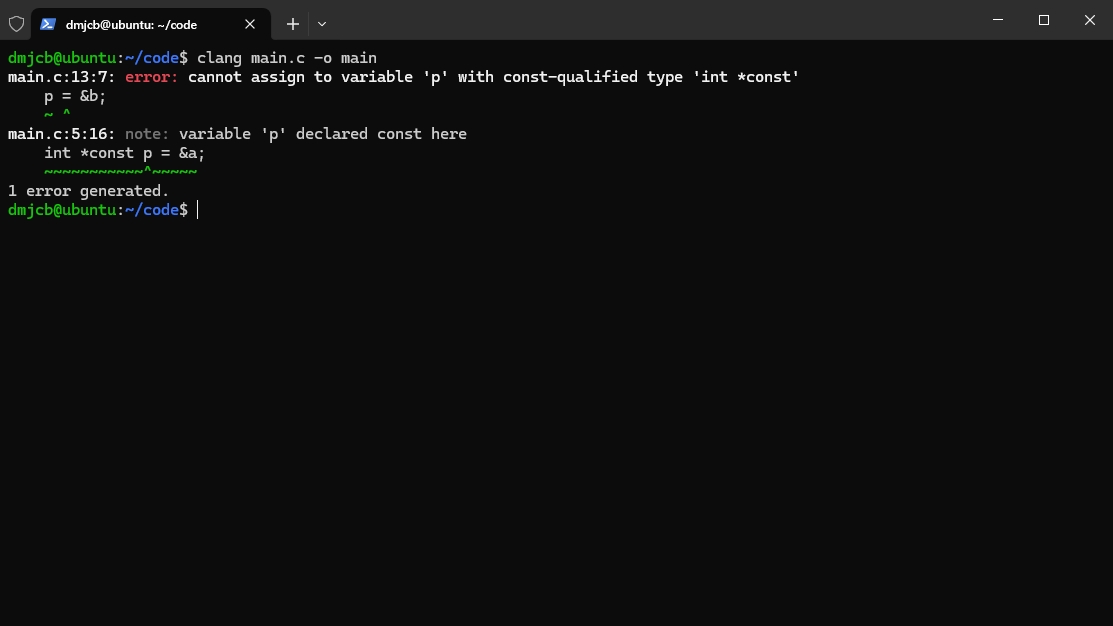 dmjcb@ubuntu: ~/code
dmjcb@ubuntu:~/code$ clang main.c -o main
main.c:13:7: error: cannot assign to variable 'p' with const-qualified type 'int *const'
    p = &b;
    ~ ^
main.c:5:16: note: variable 'p' declared const here
    int *const p = &a;
    ~~~~~~~~~~~^~~~~~
1 error generated.
dmjcb@ubuntu:~/code$